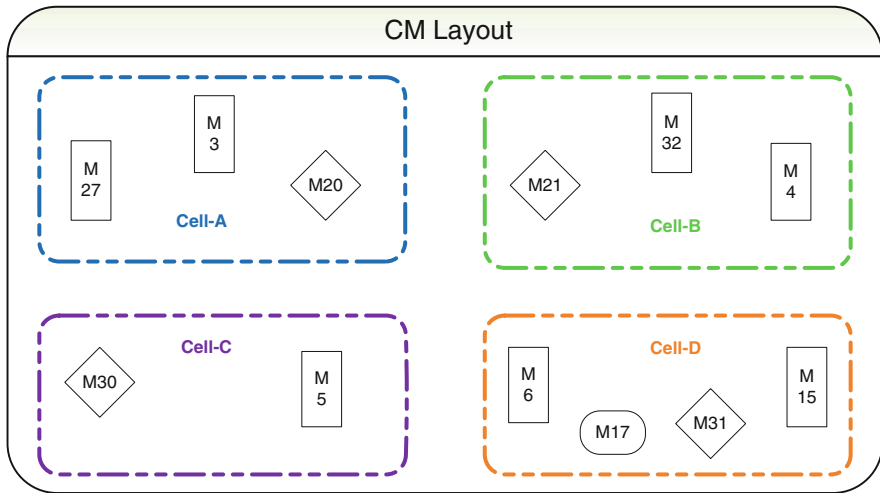 CM Layout
M
3
M
27
M20
Cell-A
M
32
M21
M
4
Cell-B
Cell-C
M30
M
5
Cell-D
M
6
M17
M31
M
15